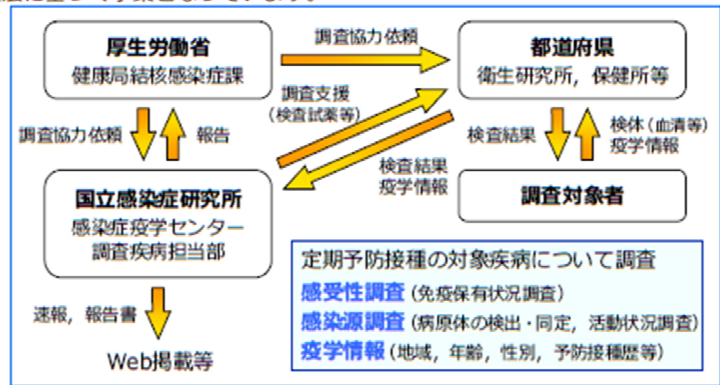 厚生労働省
健康局結核感染症課
調査協力依頼
都道府県
衛生研究所，保健所等
調査支援
(検査試薬等)
調査協力依頼
報告
検査結果
検体（血清等）
疫学情報
検査結果
疫学情報
国立感染症研究所
感染症疫学センター
調査疾病担当部
調査対象者
定期予防接種の対象疾病について調査
感受性調査（免疫保有状況調査）
感染源調査（病原体の検出・同定，活動状況調査）
疫学情報（地域，年齢，性別，予防接種歴等）
速報，報告書
Web掲載等